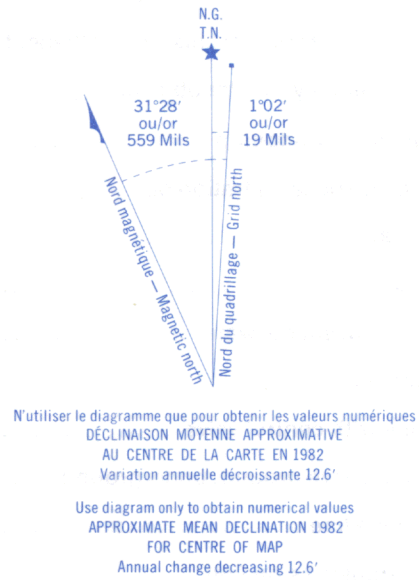 N.G.
T.N.
31°28′
ou/or
559 Mils
1°02′
ou/or
19 Mils
Nord magnétique — Magnetic north
Nord du quadrillage — Grid north
N'utiliser le diagramme que pour obtenir les valeurs numériques
DÉCLINAISON MOYENNE APPROXIMATIVE
AU CENTRE DE LA CARTE EN 1982
Variation annuelle décroissante 12.6′
Use diagram only to obtain numerical values
APPROXIMATE MEAN DECLINATION 1982
FOR CENTRE OF MAP
Annual change decreasing 12.6′